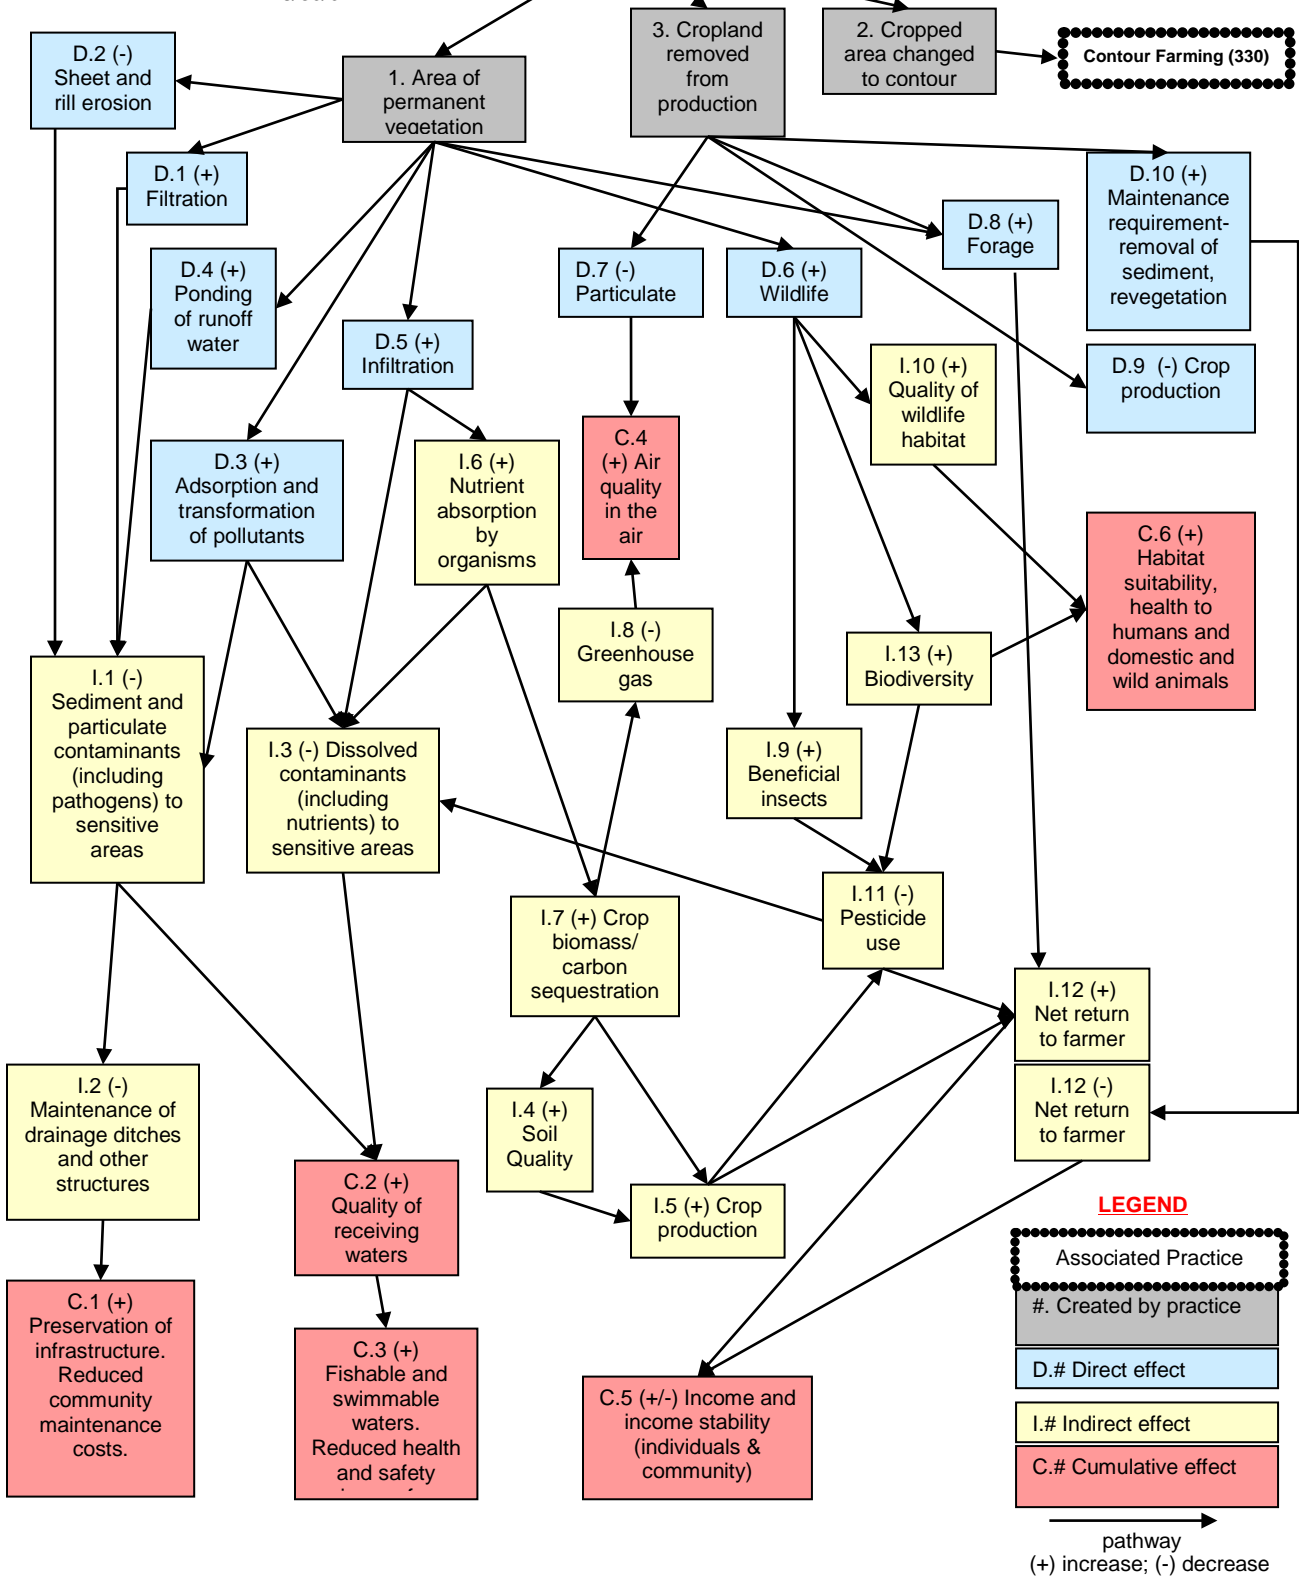 3. Cropland
removed
from
production
2. Cropped
area changed
to contour
Contour Farming (330)
D.2 (-)
Sheet and
rill erosion
1. Area of
permanent
vegetation
D.1 (+)
Filtration
D.10 (+)
Maintenance
requirement-
removal of
sediment,
revegetation
D.8 (+)
Forage
D.4 (+)
Ponding
of runoff
water
D.7 (-)
Particulate
D.6 (+)
Wildlife
D.5 (+)
Infiltration
I.10 (+)
Quality of
wildlife
habitat
D.9 (-) Crop
production
D.3 (+)
Adsorption and
transformation
of pollutants
I.6 (+)
Nutrient
absorption
by
organisms
C.4
(+) Air
quality
in the
air
C.6 (+)
Habitat
suitability,
health to
humans and
domestic and
wild animals
I.8 (-)
Greenhouse
gas
I.13 (+)
Biodiversity
I.1 (-)
Sediment and
particulate
contaminants
(including
pathogens) to
sensitive
areas
I.3 (-) Dissolved
contaminants
(including
nutrients) to
sensitive areas
I.9 (+)
Beneficial
insects
I.11 (-)
Pesticide
use
I.7 (+) Crop
biomass/
carbon
sequestration
I.12 (+)
Net return
to farmer
I.12 (-)
Net return
to farmer
I.2 (-)
Maintenance of
drainage ditches
and other
structures
I.4 (+)
Soil
Quality
C.2 (+)
Quality of
receiving
waters
I.5 (+) Crop
production
C.1 (+)
Preservation of
infrastructure.
Reduced
community
maintenance
costs.
C.3 (+)
Fishable and
swimmable
waters.
Reduced health
and safety
C.5 (+/-) Income and
income stability
(individuals &
community)
LEGEND
Associated Practice
#. Created by practice
D.# Direct effect
I.# Indirect effect
C.# Cumulative effect
pathway
(+) increase; (-) decrease